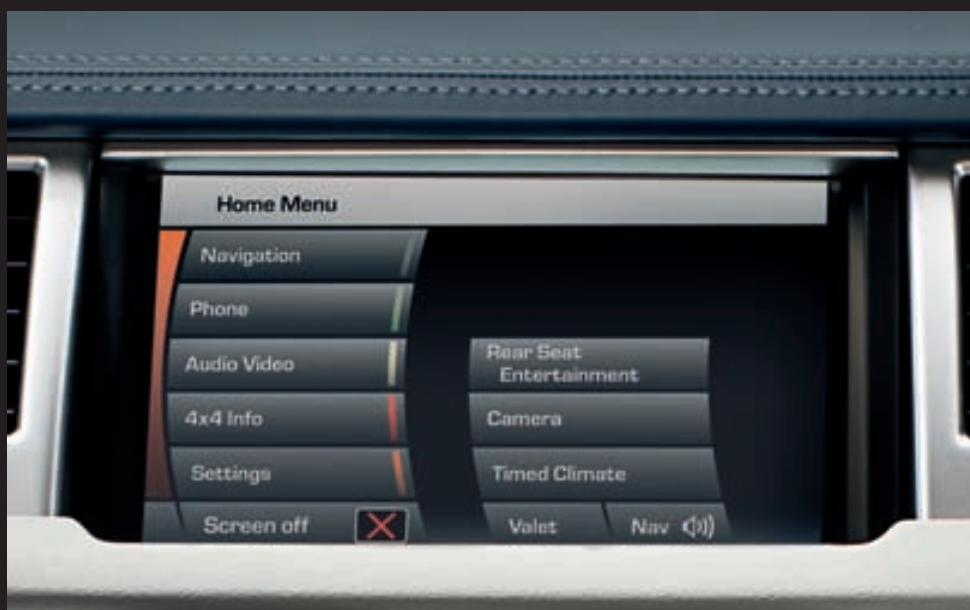 Home Menu
Navigation
Phone
Audio Video
4x4 Info
Settings
Screen off
Rear Seat
Entertainment
Camera
Timed Climate
Valet
Nav